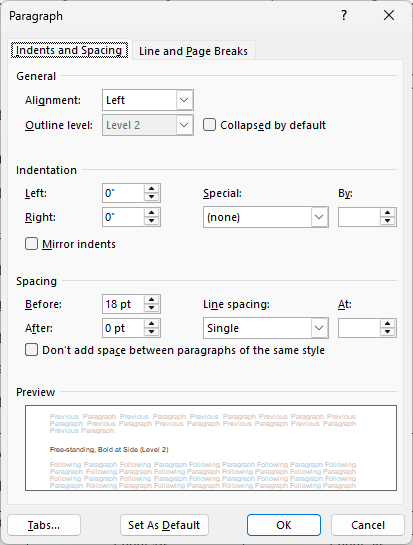 Paragraph ? ×
Indents and Spacing Line and Page Breaks
General
Alignment: Left
Outline level: Level 2 Collapsed by default
Indentation
Left: 0" Special: By:
Right: 0" (none)
Mirror indents
Spacing
Before: 18 pt Line spacing: At:
After: 0 pt Single
Don't add space between paragraphs of the same style
Preview
Previous Paragraph Previous Paragraph Previous Paragraph Previous Paragraph Previous
Paragraph Previous Paragraph Previous Paragraph Previous Paragraph Previous Paragraph
Previous Paragraph
Free-standing, Bold at Side (Level 2)
Following Paragraph Following Paragraph Following Paragraph Following Paragraph Following
Paragraph Following Paragraph Following Paragraph Following Paragraph Following Paragraph
Following Paragraph Following Paragraph Following Paragraph Following Paragraph Following
Paragraph Following Paragraph Following Paragraph Following Paragraph Following Paragraph
Tabs... Set As Default OK Cancel